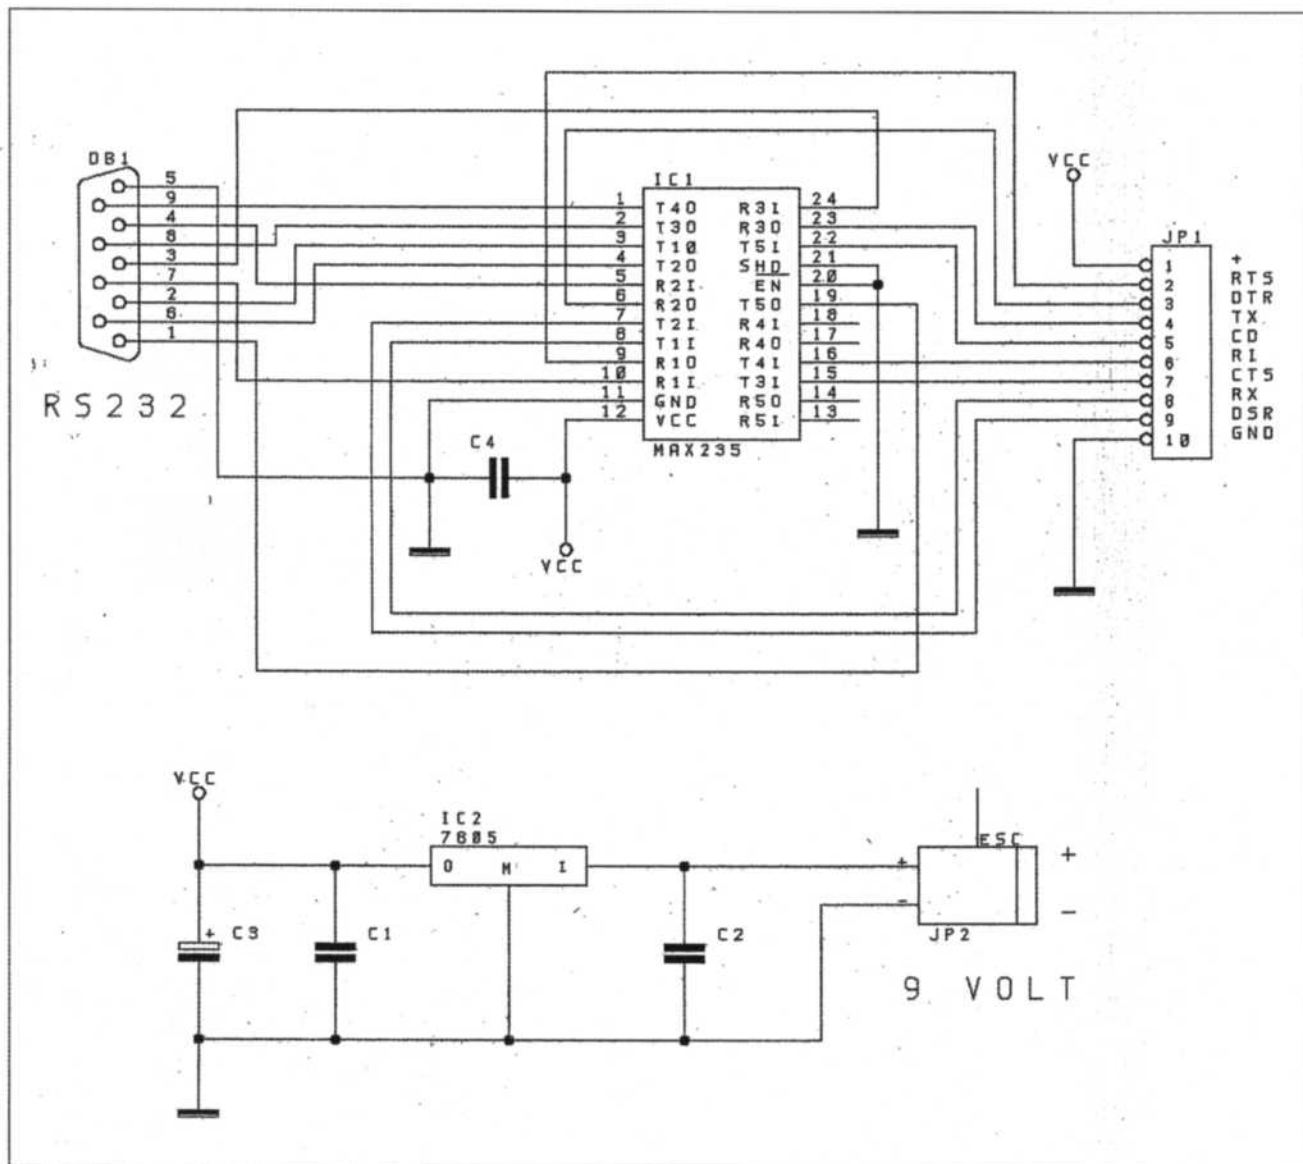 DB1
5
9
4
8
3
7
2
6
1
RS232
IC1
1 T4O R3I 24
2 T3O R3O 23
3 T1O T5I 22
4 T2O SHD 21
5 R2I EN 20
6 R2O T5O 19
7 T2I R4I 18
8 T1I R4O 17
9 R1O T4I 16
10 R1I T3I 15
11 GND R5O 14
12 VCC R5I 13
MAX235
C4
VCC
VCC
JP1
1 +
2 RTS
3 DTR
4 TX
5 CD
6 RI
7 CTS
8 RX
9 DSR
10 GND
VCC
IC2
7805
O M I
+ C3
C1
C2
ESC
+ +
- -
JP2
9 VOLT